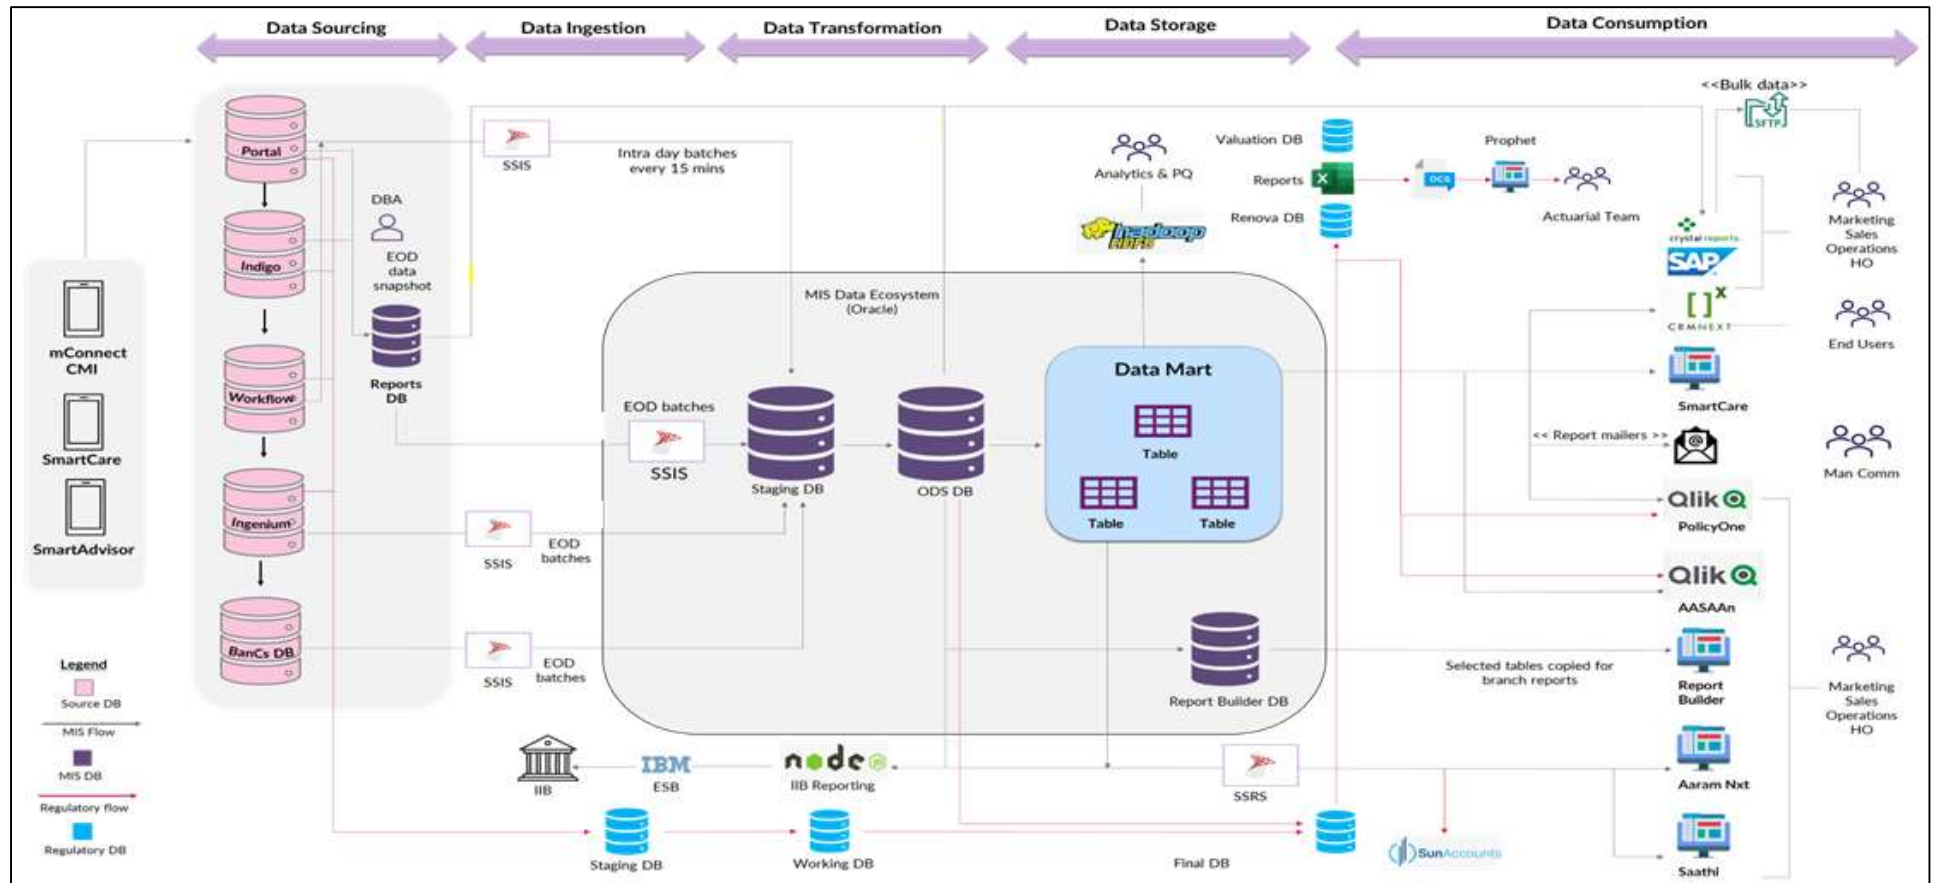 Data Sourcing
Data Ingestion
Data Transformation
Data Storage
Data Consumption
<<Bulk data>>
SFTP
Portal
SSIS
Intra day batches
every 15 mins
Analytics & PQ
hadoop
HDFS
Valuation DB
Reports
Renova DB
X
DCS
Prophet
Actuarial Team
crystal reports.
SAP
Marketing
Sales
Operations
HO
DBA
EOD
data
snapshot
Indigo
Reports
DB
mConnect
CMI
SmartCare
SmartAdvisor
Workflow
Ingenium
BanCs DB
MIS Data Ecosystem
(Oracle)
EOD batches
SSIS
Staging DB
ODS DB
Data Mart
Table
Table
Table
[ ]x
CRMNEXT
End Users
SmartCare
<< Report mailers >>
Man Comm
Qlik
PolicyOne
Qlik
AASAAn
SSIS
EOD
batches
SSIS
EOD
batches
Report Builder DB
Selected tables copied for
branch reports
Report
Builder
Marketing
Sales
Operations
HO
Legend
Source DB
MIS Flow
MIS DB
Regulatory flow
Regulatory DB
IIB
IBM
ESB
node
IIB Reporting
SSRS
Aaram Nxt
Staging DB
Working DB
Final DB
SunAccounts
Saathi